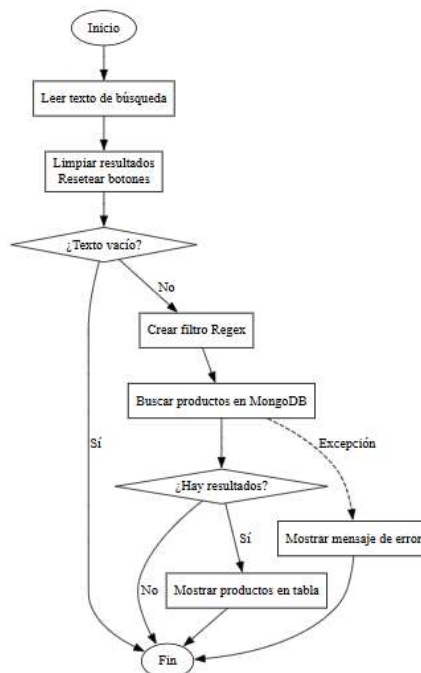 Inicio
Leer texto de búsqueda
Limpiar resultados
Resetear botones
¿Texto vacío?
No
Crear filtro Regex
Buscar productos en MongoDB
Excepción
Sí
¿Hay resultados?
Mostrar mensaje de error
Sí
No
Mostrar productos en tabla
Fin